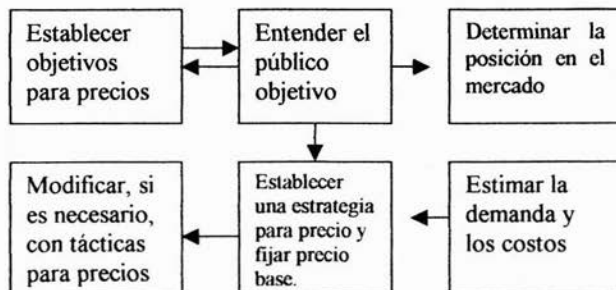 Establecer
objetivos
para precios
Entender el
público
objetivo
Determinar la
posición en el
mercado
Modificar, si
es necesario,
con tácticas
para precios
Establecer
una estrategia
para precio y
fijar precio
base.
Estimar la
demanda y
los costos